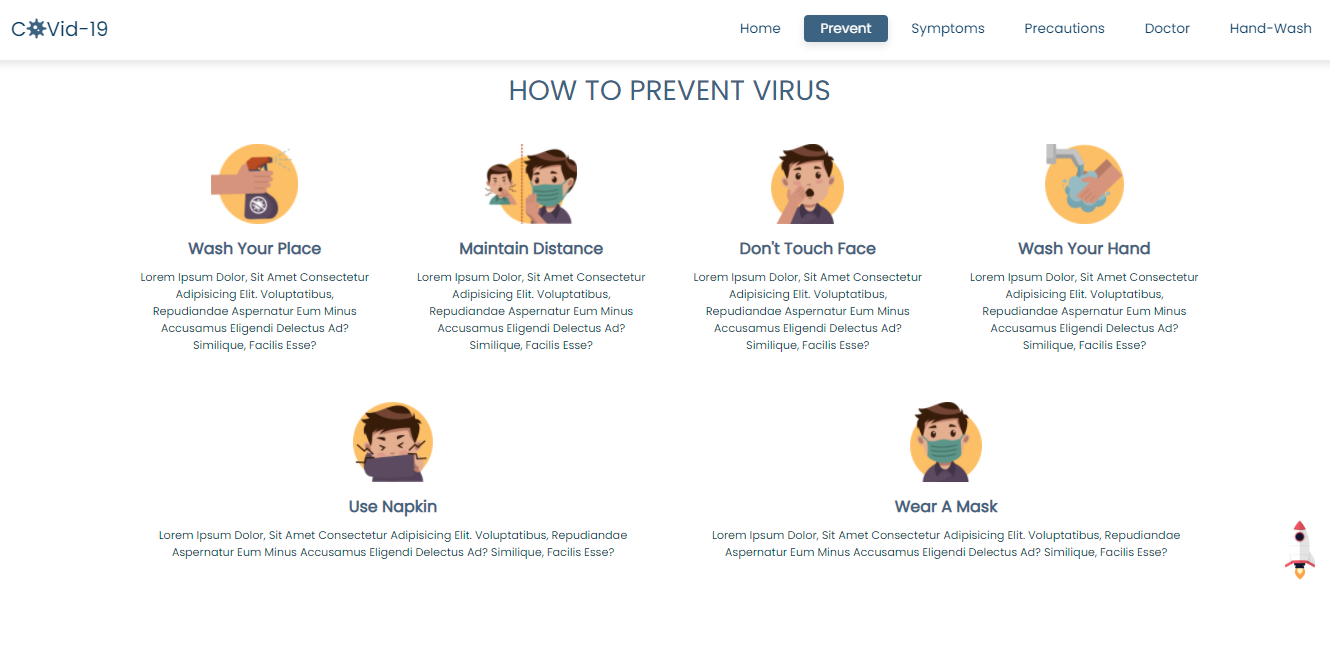 COVid-19
Home Prevent Symptoms Precautions Doctor Hand-Wash
HOW TO PREVENT VIRUS
Wash Your Place
Lorem Ipsum Dolor, Sit Amet Consectetur
Adipisicing Elit. Voluptatibus,
Repudiandae Aspernatur Eum Minus
Accusamus Eligendi Delectus Ad?
Similique, Facilis Esse?
Maintain Distance
Lorem Ipsum Dolor, Sit Amet Consectetur
Adipisicing Elit. Voluptatibus,
Repudiandae Aspernatur Eum Minus
Accusamus Eligendi Delectus Ad?
Similique, Facilis Esse?
Don't Touch Face
Lorem Ipsum Dolor, Sit Amet Consectetur
Adipisicing Elit. Voluptatibus,
Repudiandae Aspernatur Eum Minus
Accusamus Eligendi Delectus Ad?
Similique, Facilis Esse?
Wash Your Hand
Lorem Ipsum Dolor, Sit Amet Consectetur
Adipisicing Elit. Voluptatibus,
Repudiandae Aspernatur Eum Minus
Accusamus Eligendi Delectus Ad?
Similique, Facilis Esse?
Use Napkin
Lorem Ipsum Dolor, Sit Amet Consectetur Adipisicing Elit. Voluptatibus, Repudiandae
Aspernatur Eum Minus Accusamus Eligendi Delectus Ad? Similique, Facilis Esse?
Wear A Mask
Lorem Ipsum Dolor, Sit Amet Consectetur Adipisicing Elit. Voluptatibus, Repudiandae
Aspernatur Eum Minus Accusamus Eligendi Delectus Ad? Similique, Facilis Esse?